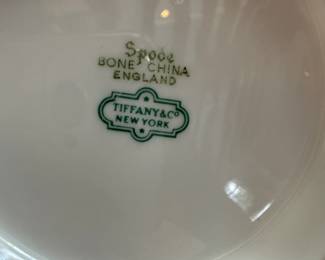 Spode
BONE CHINA
ENGLAND
TIFFANY & Cº
NEW YORK